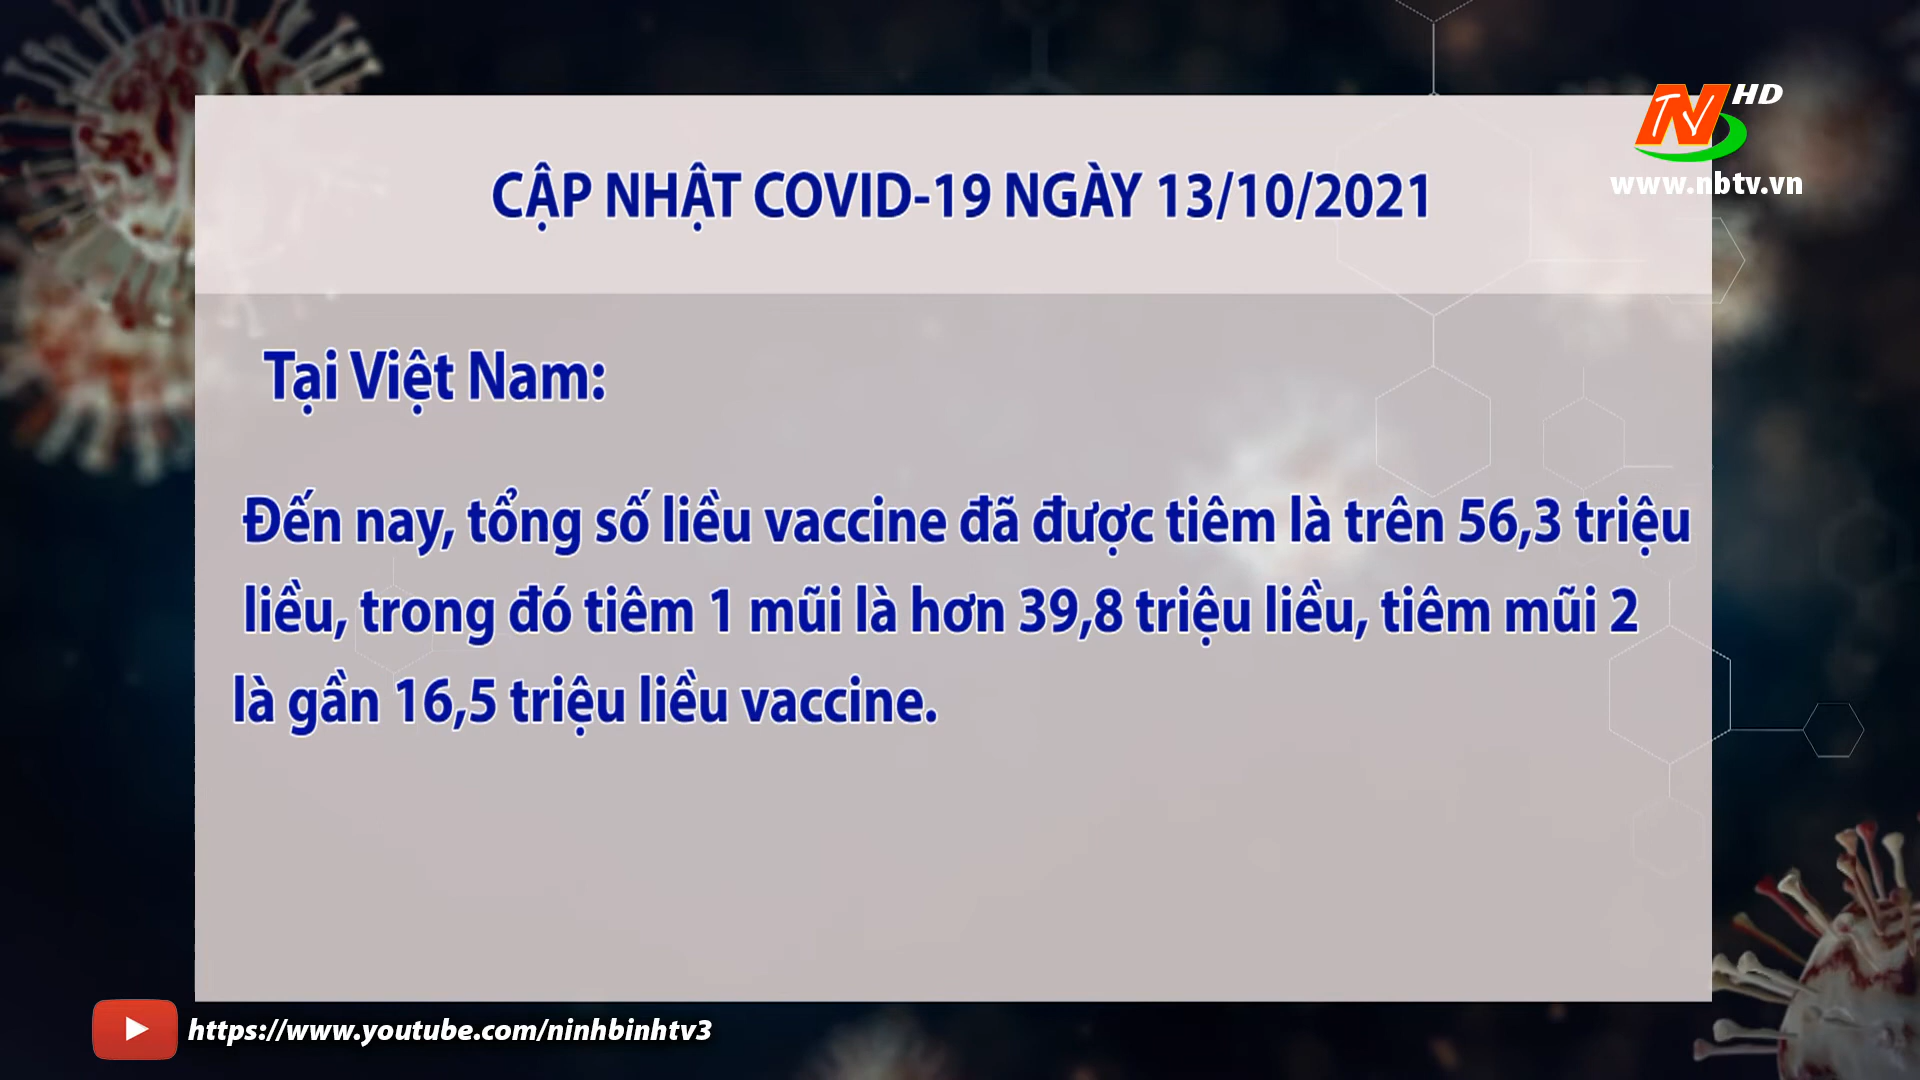 NTV HD
www.nbtv.vn
CẬP NHẬT COVID-19 NGÀY 13/10/2021
Tại Việt Nam:
Đến nay, tổng số liều vaccine đã được tiêm là trên 56,3 triệu
liều, trong đó tiêm 1 mũi là hơn 39,8 triệu liều, tiêm mũi 2
là gần 16,5 triệu liều vaccine.
https://www.youtube.com/ninhbinhtv3